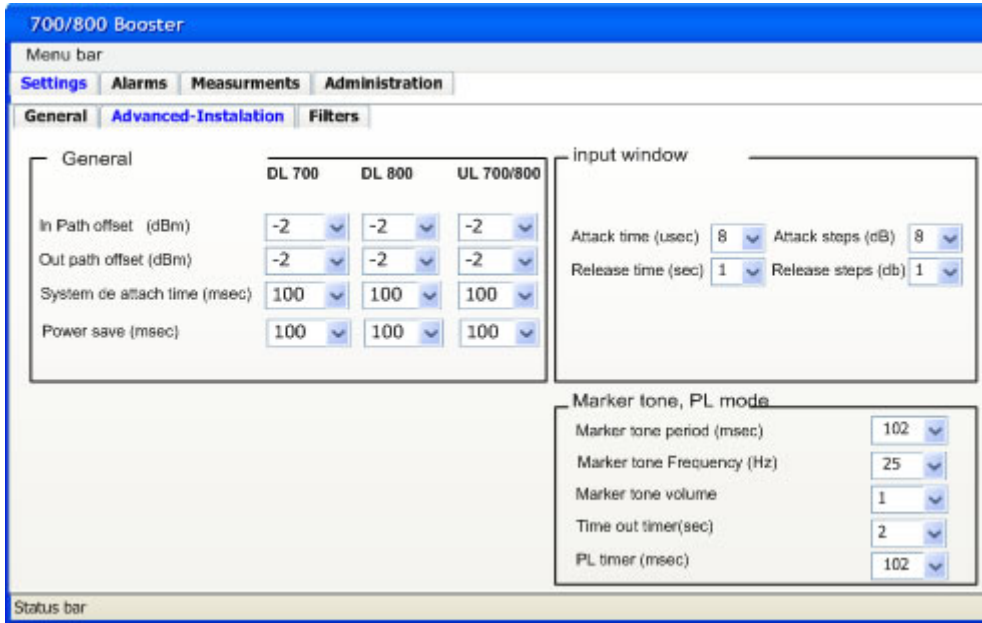 700/800 Booster
Menu bar
Settings Alarms Measurments Administration
General Advanced-Instalation Filters
General
DL 700 DL 800 UL 700/800
In Path offset (dBm) -2 -2 -2
Out path offset (dBm) -2 -2 -2
System de attach time (msec) 100 100 100
Power save (msec) 100 100 100
input window
Attack time (usec) 8 Attack steps (dB) 8
Release time (sec) 1 Release steps (db) 1
Marker tone, PL mode
Marker tone period (msec) 102
Marker tone Frequency (Hz) 25
Marker tone volume 1
Time out timer(sec) 2
PL timer (msec) 102
Status bar